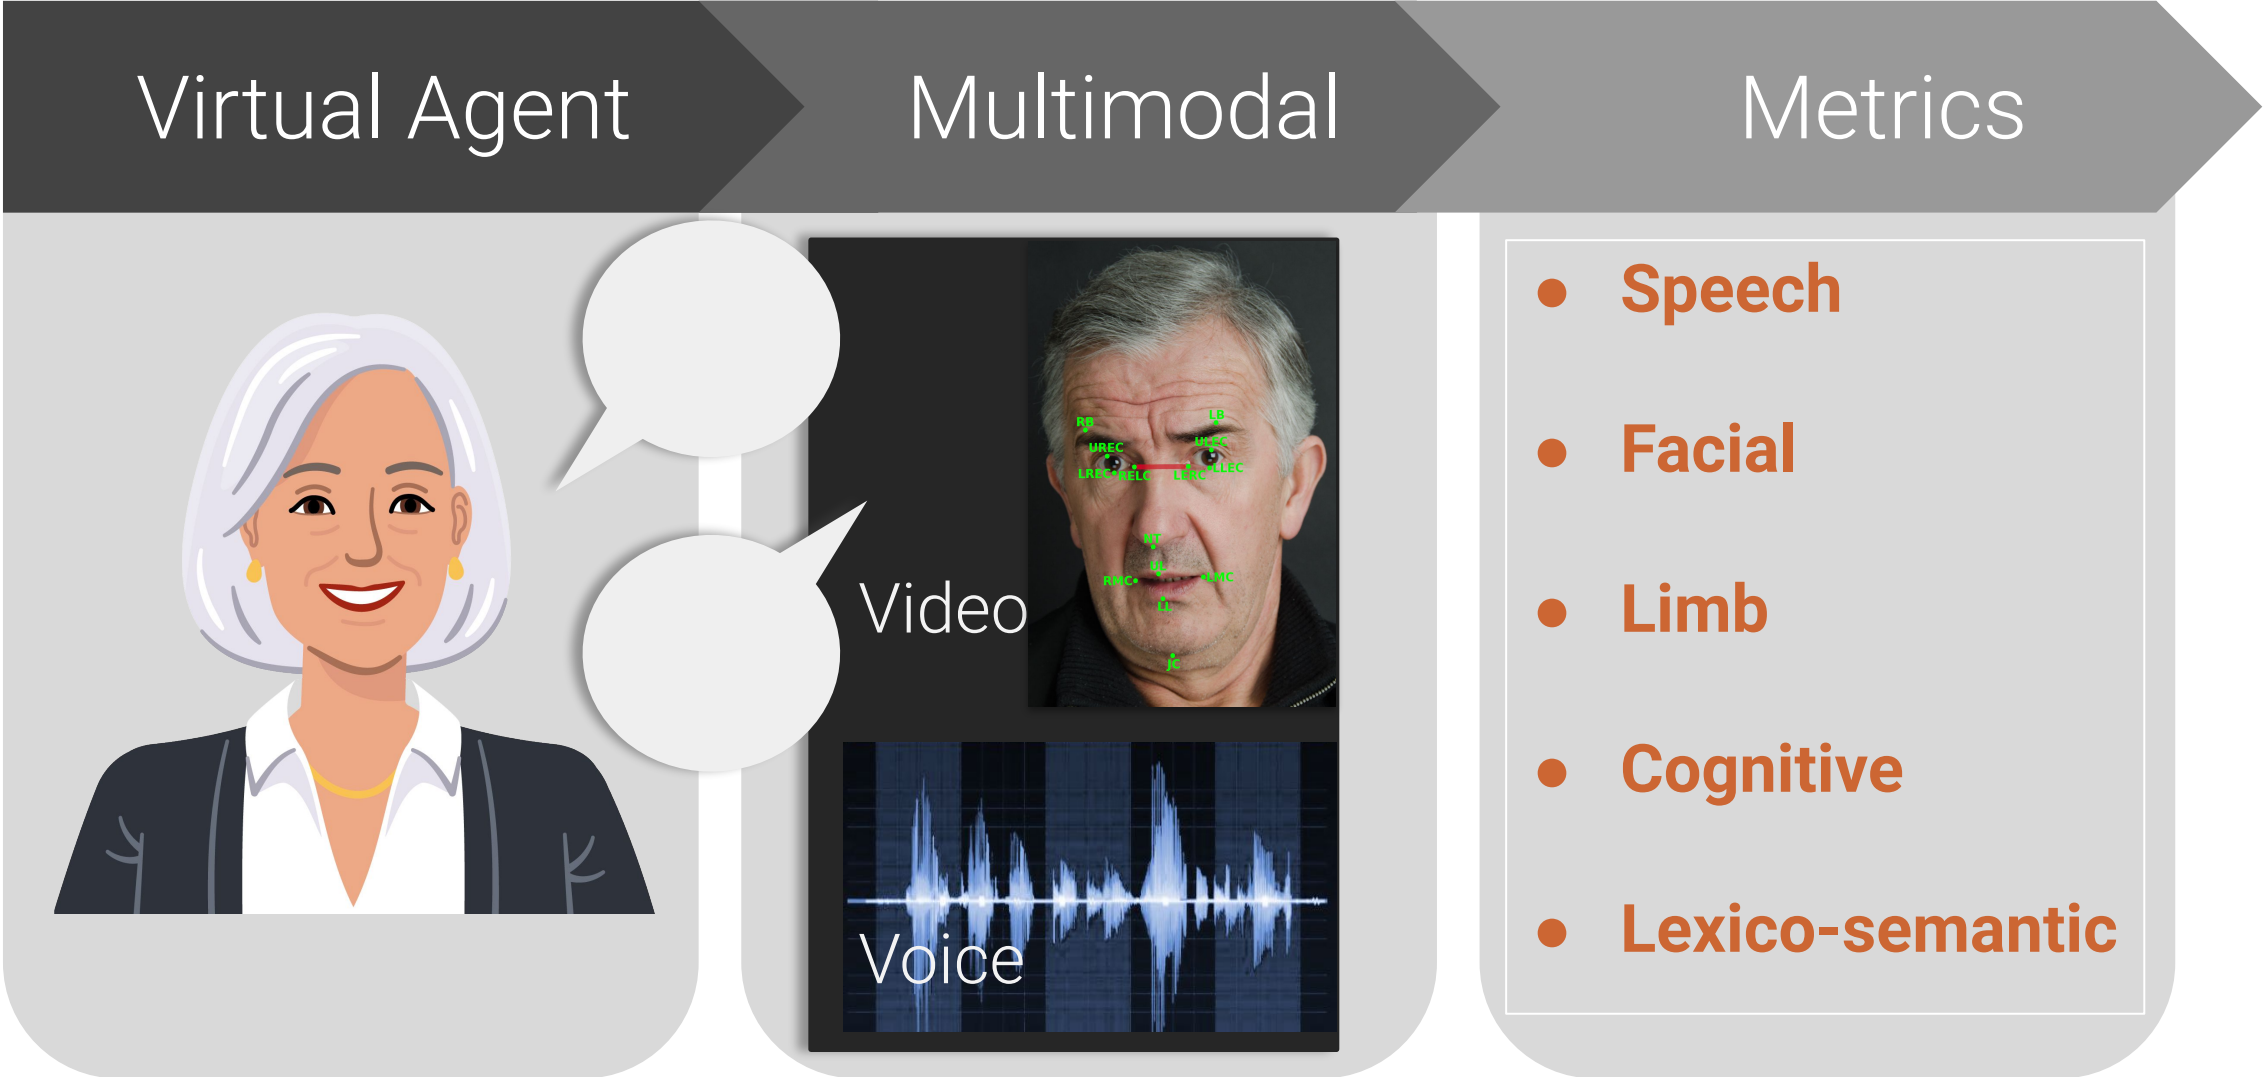 Virtual Agent
Multimodal
Metrics
Video
RB
LB
UREC
ULEC
LREC
RELC
LERC
LLEC
NT
UL
RMC
LMC
LL
JC
Voice
• Speech
• Facial
• Limb
• Cognitive
• Lexico-semantic